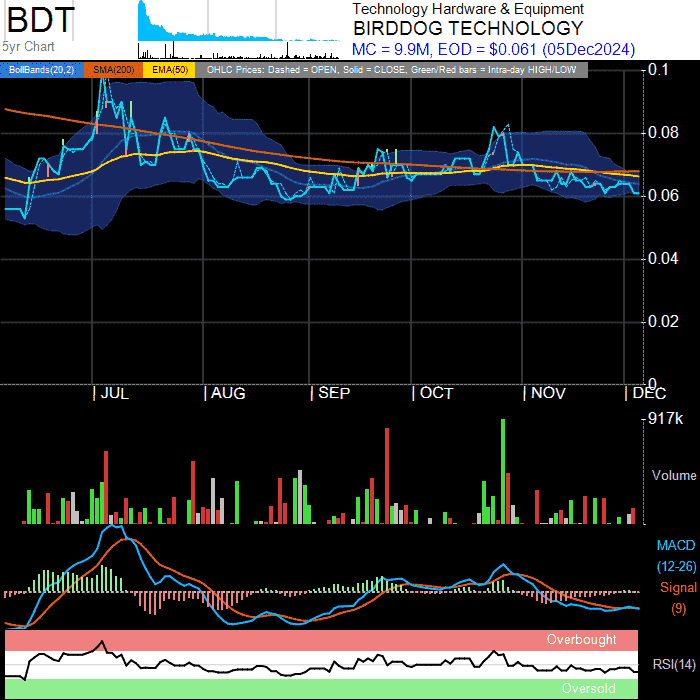 BDT
5yr Chart
Technology Hardware & Equipment
BIRDDOG TECHNOLOGY
MC = 9.9M, EOD = $0.061 (05Dec2024)
BollBands(20,2) SMA(200) EMA(50) OHLC Prices: Dashed = OPEN, Solid = CLOSE, Green/Red bars = Intra-day HIGH/LOW
0.1
0.08
0.06
0.04
0.02
0
JUL AUG SEP OCT NOV DEC
917k
Volume
MACD
(12-26)
Signal
(9)
Overbought
RSI(14)
Oversold